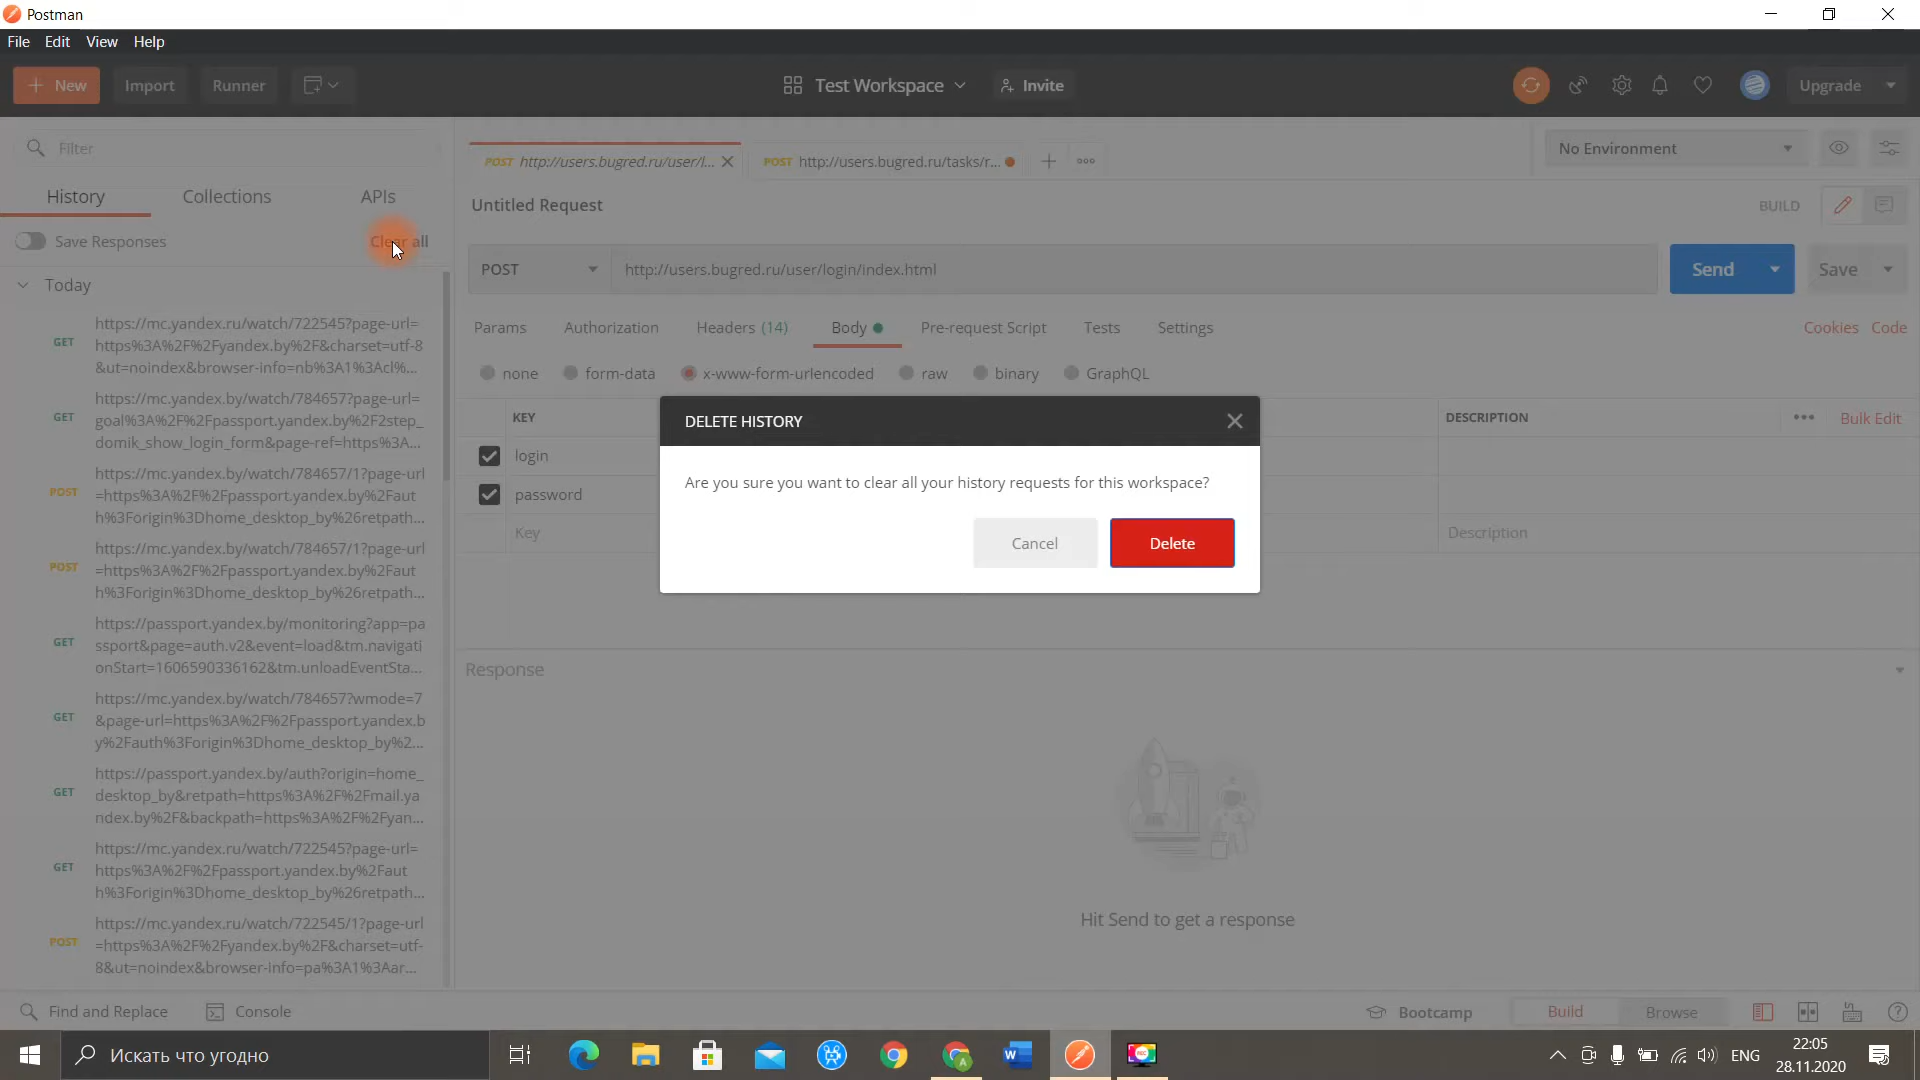 Postman
File Edit View Help
New Import Runner Test Workspace Invite Upgrade
Filter
History Collections APIs
Save Responses Clear all
Today
GET https://mc.yandex.ru/watch/722545?page-url=
https%3A%2F%2Fyandex.by%2F&charset=utf-8
&ut=noindex&browser-info=nb%3A1%3Acl%...
GET https://mc.yandex.by/watch/784657?page-url=
goal%3A%2F%2Fpassport.yandex.by%2F2step_
domik_show_login_form&page-ref=https%3A...
POST https://mc.yandex.by/watch/784657/1?page-url
=https%3A%2F%2Fpassport.yandex.by%2Faut
h%3Forigin%3Dhome_desktop_by%26retpath...
POST https://mc.yandex.by/watch/784657/1?page-url
=https%3A%2F%2Fpassport.yandex.by%2Faut
h%3Forigin%3Dhome_desktop_by%26retpath...
GET https://passport.yandex.by/monitoring?app=pa
ssport&page=auth.v2&event=load&tm.navigati
onStart=1606590336162&tm.unloadEventSta...
GET https://mc.yandex.by/watch/784657?wmode=7
&page-url=https%3A%2F%2Fpassport.yandex.b
y%2Fauth%3Forigin%3Dhome_desktop_by%2...
GET https://passport.yandex.by/auth?origin=home_
desktop_by&retpath=https%3A%2F%2Fmail.ya
ndex.by%2F&backpath=https%3A%2F%2Fyan...
GET https://mc.yandex.ru/watch/722545?page-url=
https%3A%2F%2Fpassport.yandex.by%2Faut
h%3Forigin%3Dhome_desktop_by%26retpath...
POST https://mc.yandex.ru/watch/722545/1?page-url
=https%3A%2F%2Fyandex.by%2F&charset=utf-
8&ut=noindex&browser-info=pa%3A1%3Aar...
POST http://users.bugred.ru/user/l... POST http://users.bugred.ru/tasks/r... No Environment
Untitled Request BUILD
POST http://users.bugred.ru/user/login/index.html Send Save
Params Authorization Headers (14) Body Pre-request Script Tests Settings Cookies Code
none form-data x-www-form-urlencoded raw binary GraphQL
KEY DESCRIPTION Bulk Edit
login
password
Key Description
DELETE HISTORY
Are you sure you want to clear all your history requests for this workspace?
Cancel Delete
Response
Hit Send to get a response
Find and Replace Console Bootcamp Build Browse
Искать что угодно ENG 22:05
28.11.2020